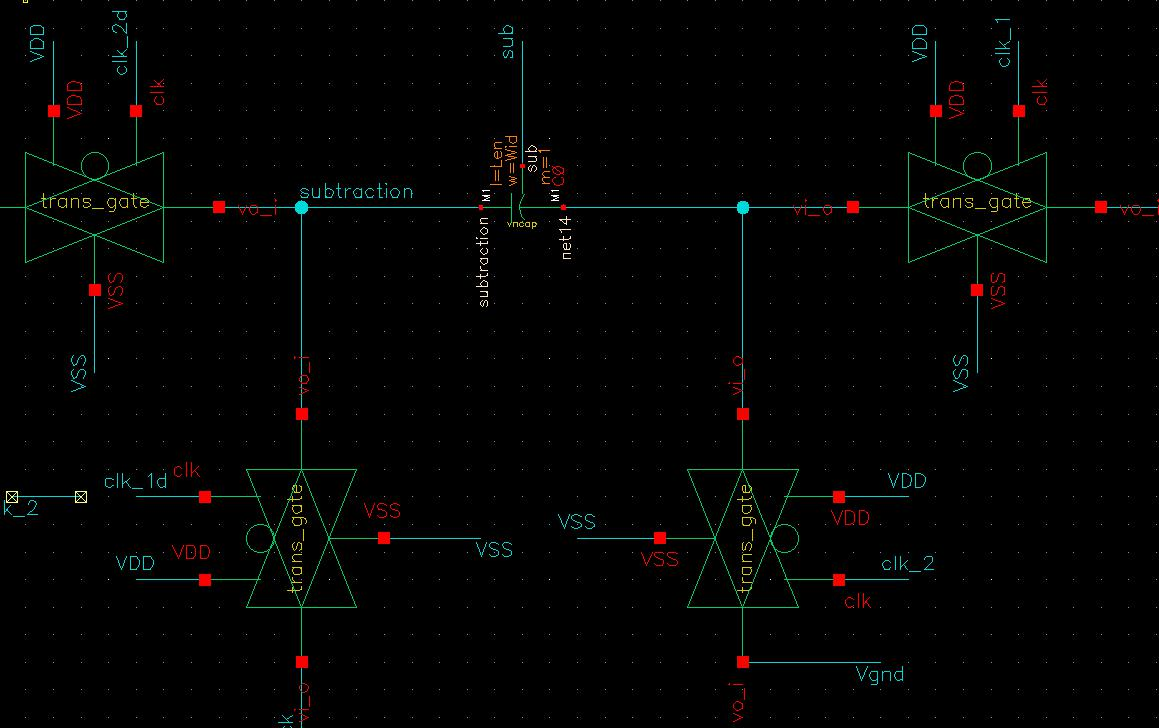 VDD
clk_2d
sub
VDD
clk_1
VDD
clk
VDD
clk
l=Len
w=Wid
sub
m=1
C0
trans_gate
vo_i
subtraction
M1
M1
vncap
vi_o
trans_gate
vo_i
subtraction
net14
VSS
VSS
VSS
VSS
vo_i
vi_o
clk_1d
clk
VDD
k_2
trans_gate
VSS
VSS
VSS
VSS
trans_gate
VDD
VDD
VDD
clk_2
clk
Vgnd
vi_o
vo_i
ck